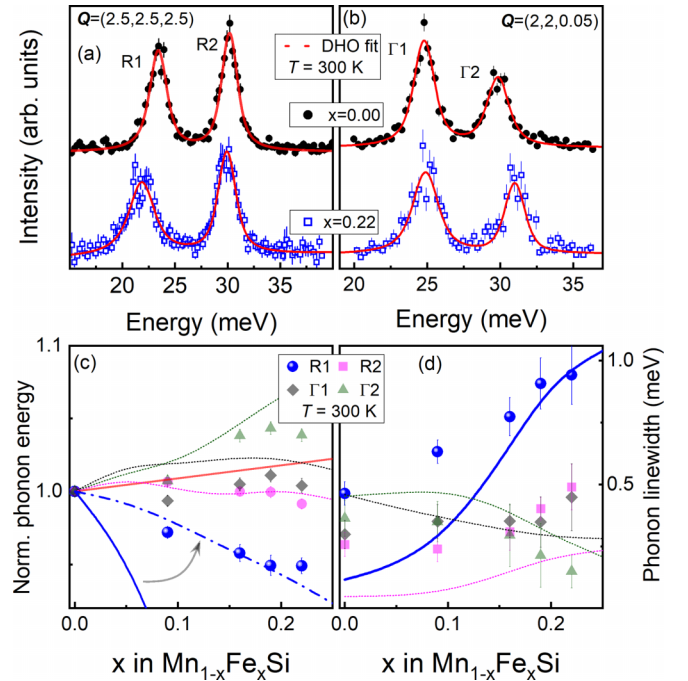 Q=(2.5,2.5,2.5)
(a)
R1
R2
(b)
Q=(2,2,0.05)
Γ1
Γ2
DHO fit
T = 300 K
x=0.00
x=0.22
Intensity (arb. units)
20 25 30 35
20 25 30 35
Energy (meV)
Energy (meV)
(c)
R1 R2
Γ1 Γ2
T = 300 K
(d)
1.1
1.0
Norm. phonon energy
1.0
0.5
Phonon linewidth (meV)
0.0 0.1 0.2
0.0 0.1 0.2
x in Mn1-xFexSi
x in Mn1-xFexSi